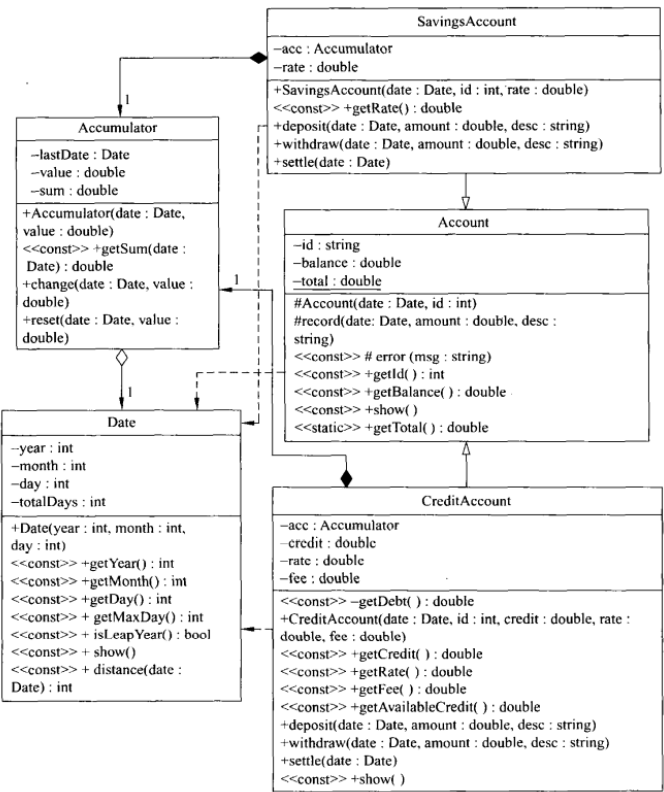 SavingsAccount
–acc : Accumulator
–rate : double
+SavingsAccount(date : Date, id : int, rate : double)
<<const>> +getRate() : double
+deposit(date : Date, amount : double, desc : string)
+withdraw(date : Date, amount : double, desc : string)
+settle(date : Date)
1
Accumulator
–lastDate : Date
–value : double
–sum : double
+Accumulator(date : Date,
value : double)
<<const>> +getSum(date :
Date) : double
+change(date : Date, value :
double)
+reset(date : Date, value :
double)
Account
–id : string
–balance : double
–total : double
#Account(date : Date, id : int)
#record(date: Date, amount : double, desc :
string)
<<const>> # error (msg : string)
<<const>> +getId( ) : int
<<const>> +getBalance( ) : double
<<const>> +show( )
<<static>> +getTotal( ) : double
1
1
Date
–year : int
–month : int
–day : int
–totalDays : int
+Date(year : int, month : int,
day : int)
<<const>> +getYear() : int
<<const>> +getMonth() : int
<<const>> +getDay() : int
<<const>> + getMaxDay() : int
<<const>> + isLeapYear() : bool
<<const>> + show()
<<const>> + distance(date :
Date) : int
CreditAccount
–acc : Accumulator
–credit : double
–rate : double
–fee : double
<<const>> –getDebt( ) : double
+CreditAccount(date : Date, id : int, credit : double, rate :
double, fee : double)
<<const>> +getCredit( ) : double
<<const>> +getRate( ) : double
<<const>> +getFee( ) : double
<<const>> +getAvailableCredit( ) : double
+deposit(date : Date, amount : double, desc : string)
+withdraw(date : Date, amount : double, desc : string)
+settle(date : Date)
<<const>> +show( )